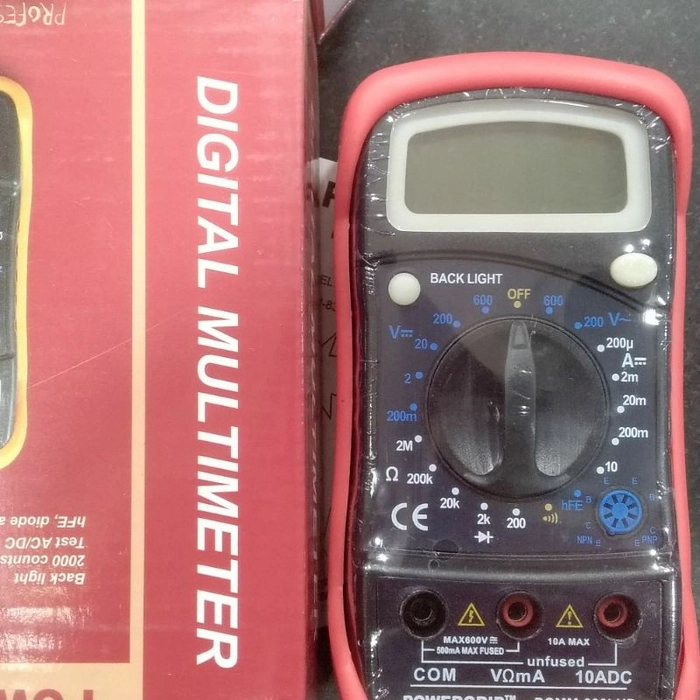 PROFES
DIGITAL MULTIMETER
hFE, diode a
Test AC/DC
2000 counts
Back light
BACK LIGHT
OFF
600
600
200
200
V⎓
V~
20
200µ
A⎓
2
2m
200m
20m
2M
200m
Ω
200k
10
20k
hFE
2k
200
•)))
E
E
B
B
C
C
NPN
E
E
PNP
CE
MAX600V
500mA MAX FUSED
10A MAX
unfused
COM
VΩmA
10ADC
POWERGRIP™